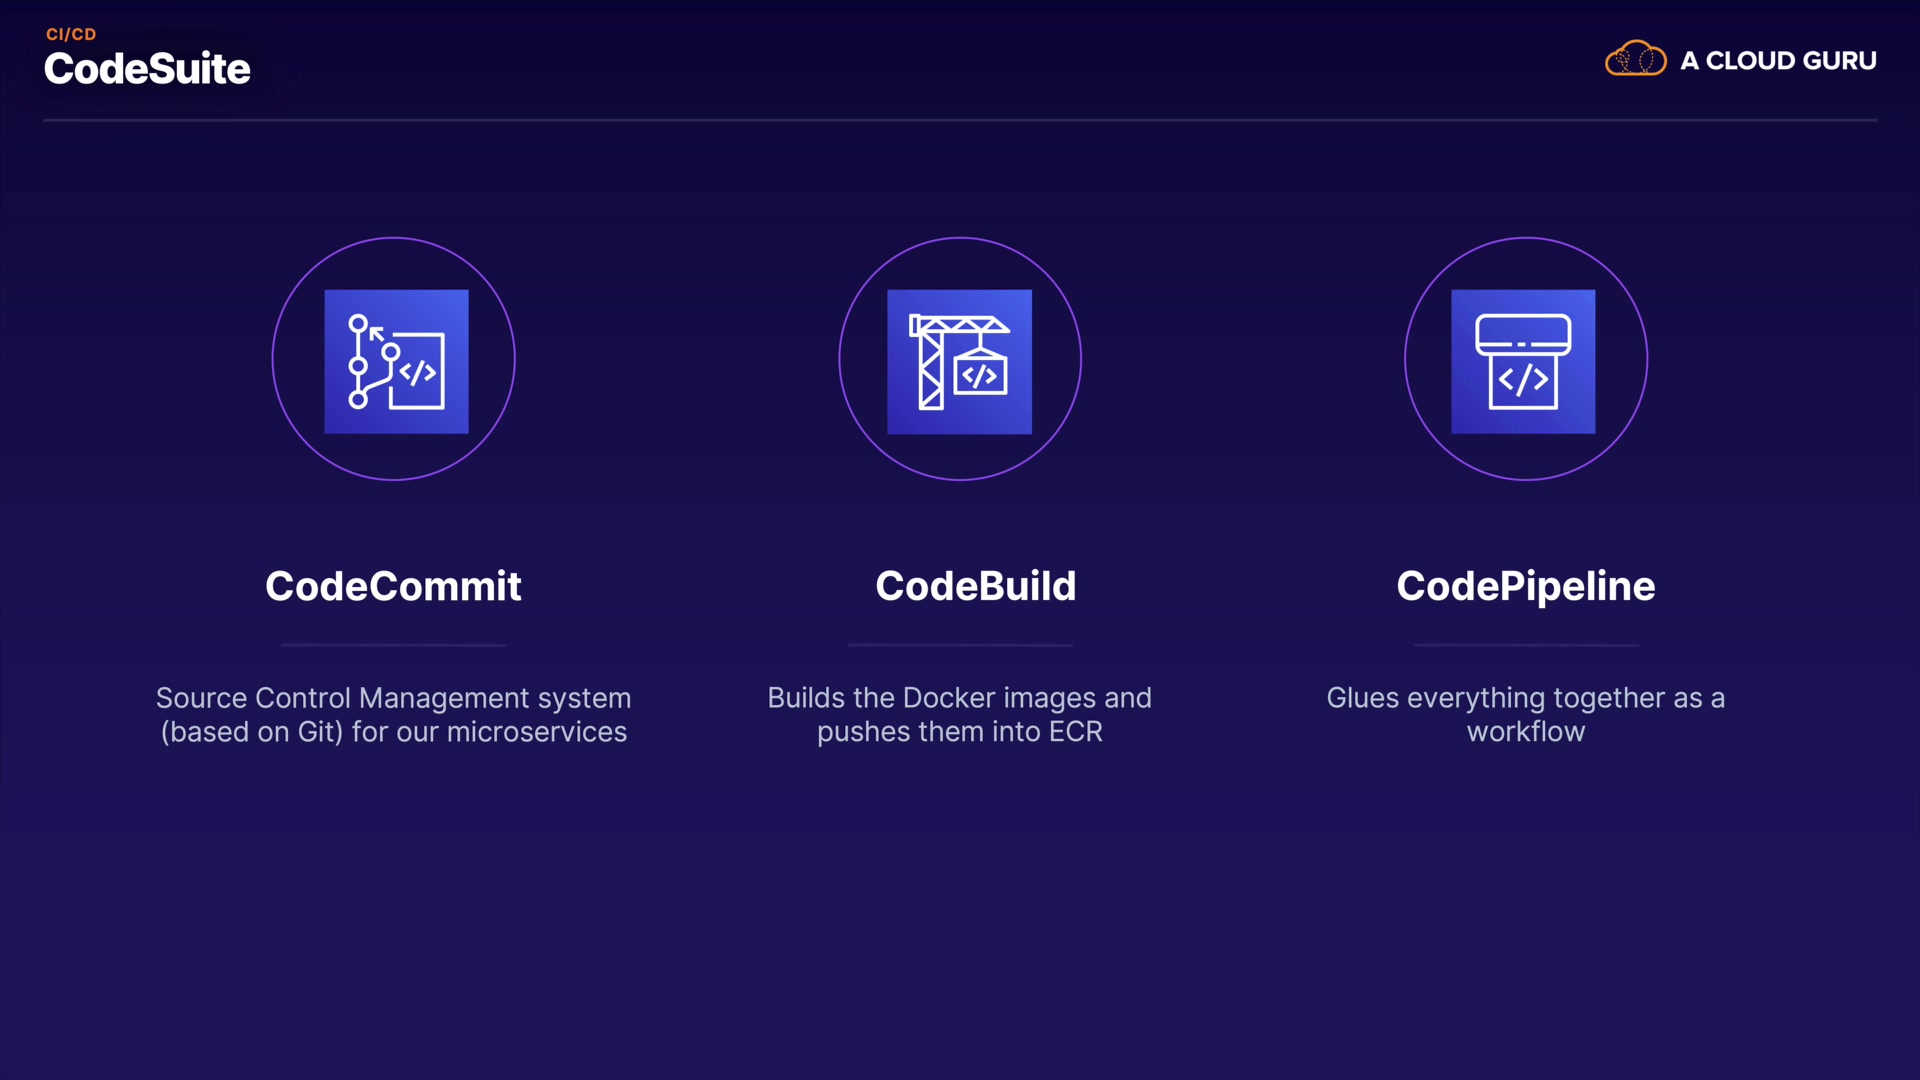 CI/CD
CodeSuite
A CLOUD GURU
</>
</>
</>
CodeCommit
CodeBuild
CodePipeline
Source Control Management system
(based on Git) for our microservices
Builds the Docker images and
pushes them into ECR
Glues everything together as a
workflow